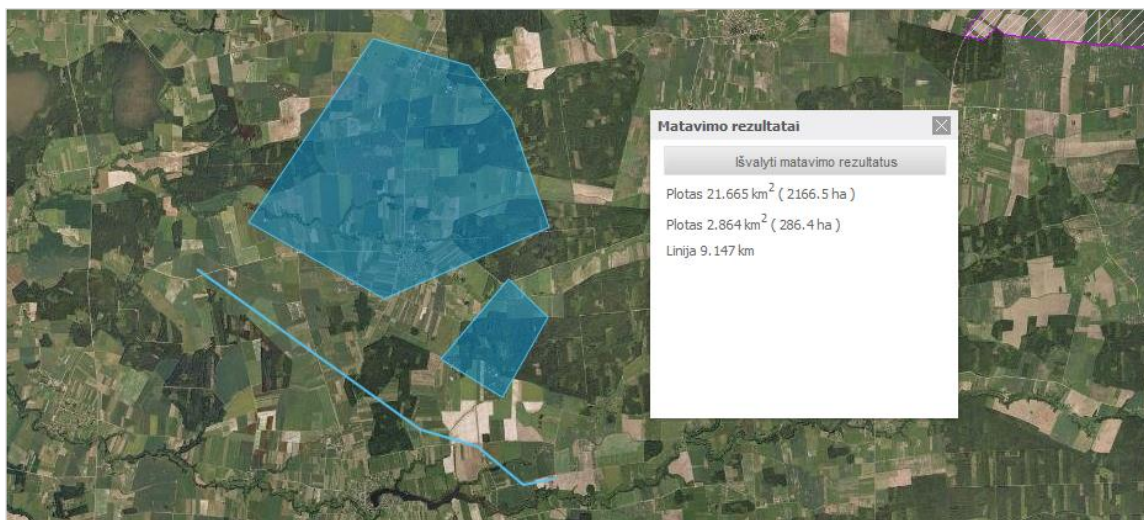 Matavimo rezultatai
Išvalyti matavimo rezultatus
Plotas 21.665 km² ( 2166.5 ha )
Plotas 2.864 km² ( 286.4 ha )
Linija 9.147 km